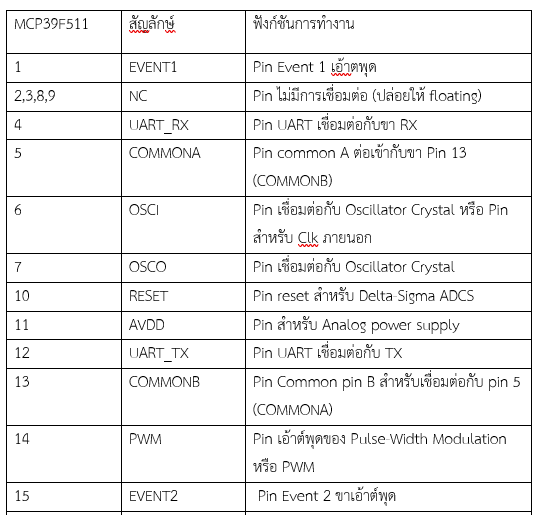 MCP39F511 สัญลักษ์ ฟังก์ชันการทำงาน
1 EVENT1 Pin Event 1 เอ้าตพุด
2,3,8,9 NC Pin ไม่มีการเชื่อมต่อ (ปล่อยให้ floating)
4 UART_RX Pin UART เชื่อมต่อกับขา RX
5 COMMONA Pin common A ต่อเข้ากับขา Pin 13
(COMMONB)
6 OSCI Pin เชื่อมต่อกับ Oscillator Crystal หรือ Pin
สำหรับ Clk ภายนอก
7 OSCO Pin เชื่อมต่อกับ Oscillator Crystal
10 RESET Pin reset สำหรับ Delta-Sigma ADCS
11 AVDD Pin สำหรับ Analog power supply
12 UART_TX Pin UART เชื่อมต่อกับ TX
13 COMMONB Pin Common pin B สำหรับเชื่อมต่อกับ pin 5
(COMMONA)
14 PWM Pin เอ้าต์พุดของ Pulse-Width Modulation
หรือ PWM
15 EVENT2 Pin Event 2 ขาเอ้าต์พุด